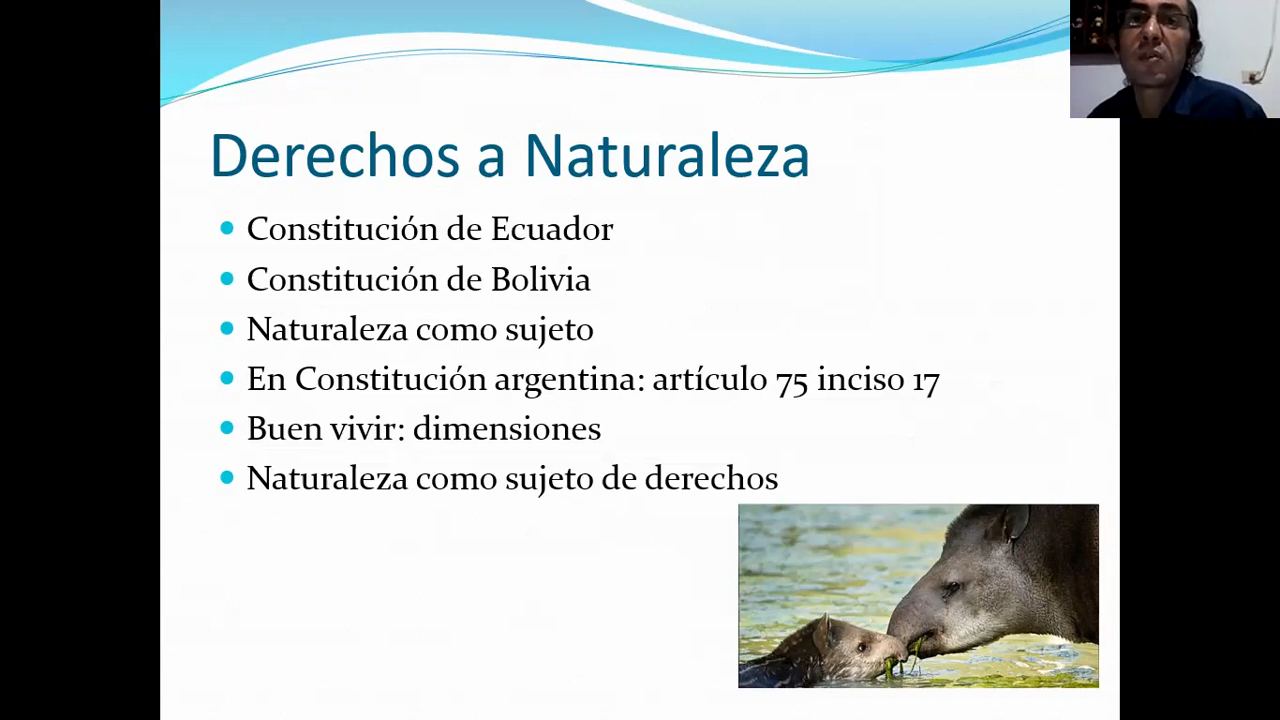 Derechos a Naturaleza
Constitución de Ecuador
Constitución de Bolivia
Naturaleza como sujeto
En Constitución argentina: artículo 75 inciso 17
Buen vivir: dimensiones
Naturaleza como sujeto de derechos